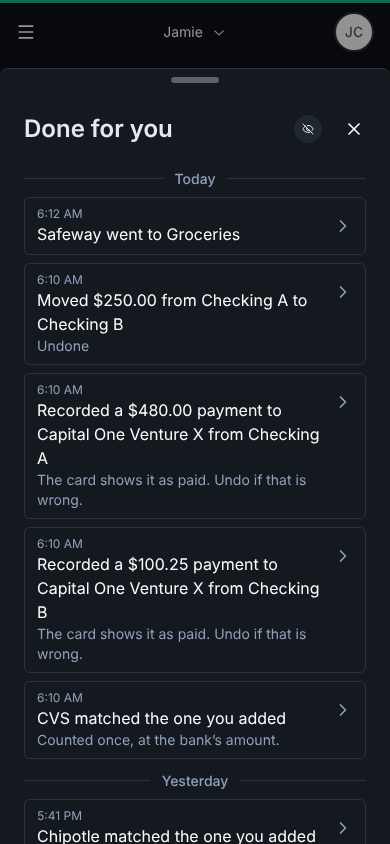 Jamie
JC
Done for you
Today
6:12 AM
Safeway went to Groceries
6:10 AM
Moved $250.00 from Checking A to
Checking B
Undone
6:10 AM
Recorded a $480.00 payment to
Capital One Venture X from Checking
A
The card shows it as paid. Undo if that is
wrong.
6:10 AM
Recorded a $100.25 payment to
Capital One Venture X from Checking
B
The card shows it as paid. Undo if that is
wrong.
6:10 AM
CVS matched the one you added
Counted once, at the bank’s amount.
Yesterday
5:41 PM
Chipotle matched the one you added